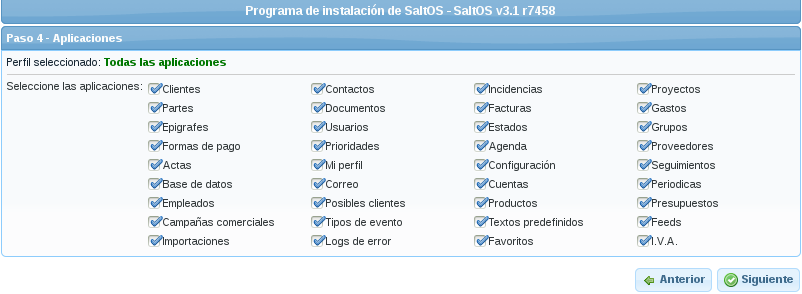 Programa de instalación de SaltOS - SaltOS v3.1 r7458
Paso 4 - Aplicaciones
Perfil seleccionado: Todas las aplicaciones
Seleccione las aplicaciones: Clientes Contactos Incidencias Proyectos
Partes Documentos Facturas Gastos
Epigrafes Usuarios Estados Grupos
Formas de pago Prioridades Agenda Proveedores
Actas Mi perfil Configuración Seguimientos
Base de datos Correo Cuentas Periodicas
Empleados Posibles clientes Productos Presupuestos
Campañas comerciales Tipos de evento Textos predefinidos Feeds
Importaciones Logs de error Favoritos I.V.A.
Anterior Siguiente